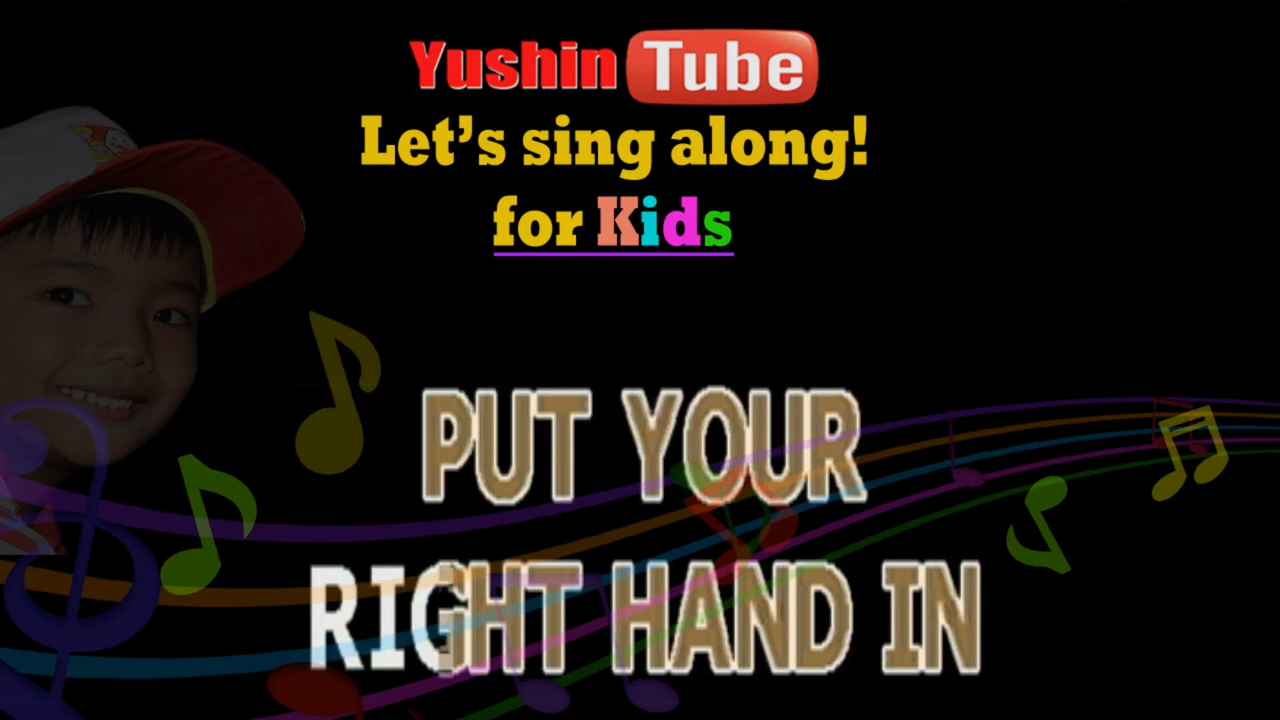 Yushin Tube
Let's sing along!
for Kids
PUT YOUR
RIGHT HAND IN